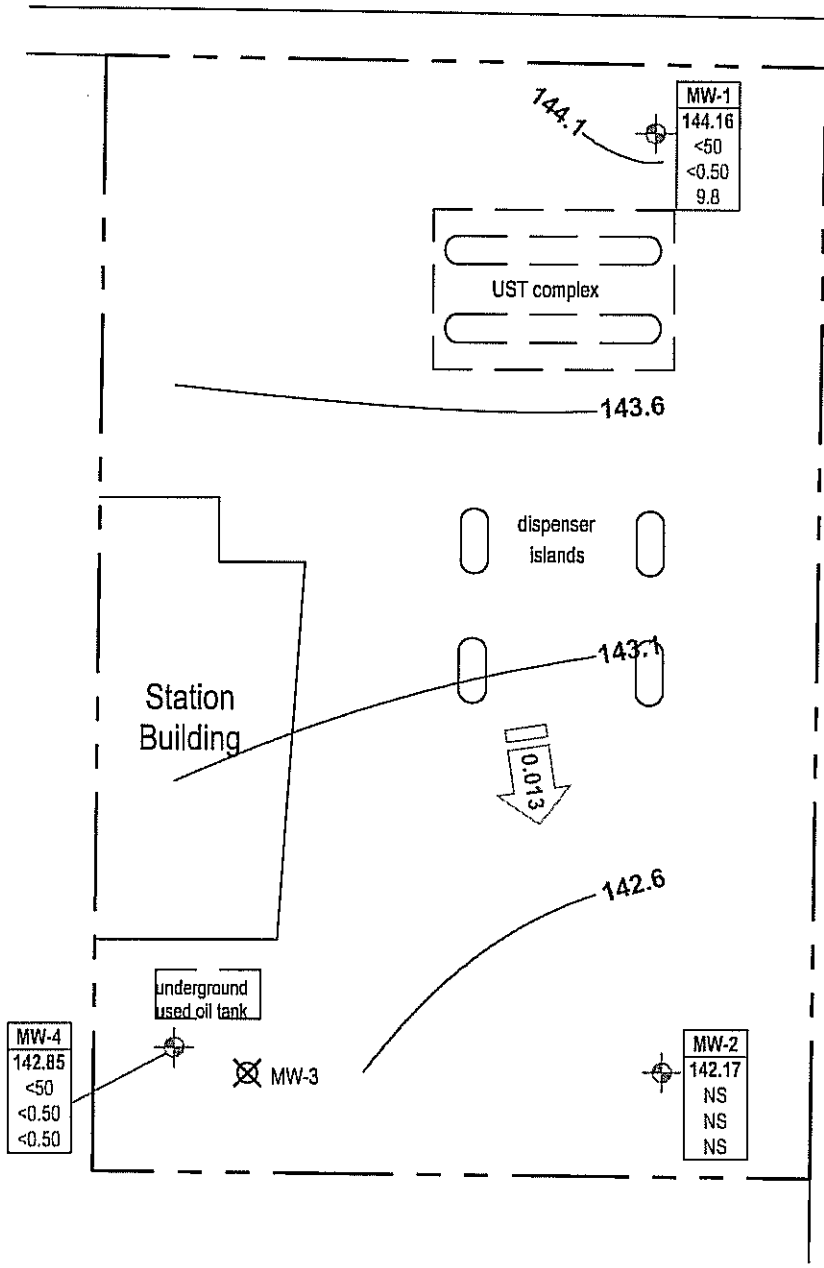 144.1
MW-1
144.16
<50
<0.50
9.8
UST complex
143.6
dispenser
islands
143.1
Station
Building
0.013
142.6
underground
used oil tank
MW-4
142.85
<50
<0.50
<0.50
MW-3
MW-2
142.17
NS
NS
NS